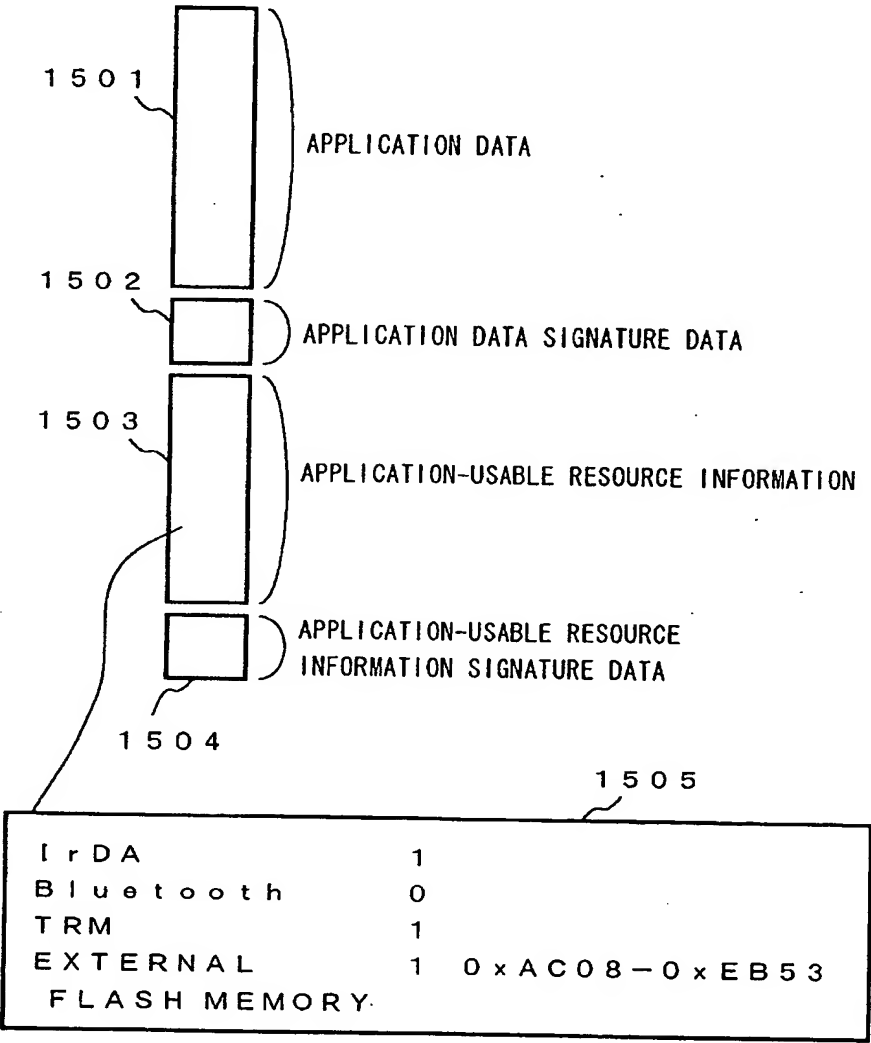 1501
APPLICATION DATA
1502
APPLICATION DATA SIGNATURE DATA
1503
APPLICATION-USABLE RESOURCE INFORMATION
APPLICATION-USABLE RESOURCE
INFORMATION SIGNATURE DATA
1504
1505
IrDA 1
Bluetooth 0
TRM 1
EXTERNAL 1 0xAC08-0xEB53
FLASH MEMORY